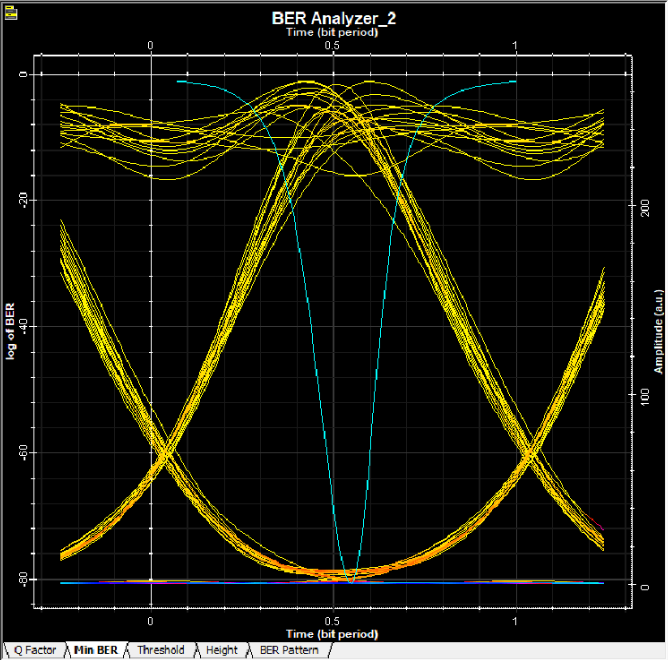 BER Analyzer_2
Time (bit period)
0 0.5 1
0
-20
-40
-60
-80
log of BER
200
100
0
Amplitude (a.u.)
0 0.5 1
Time (bit period)
Q Factor Min BER Threshold Height BER Pattern